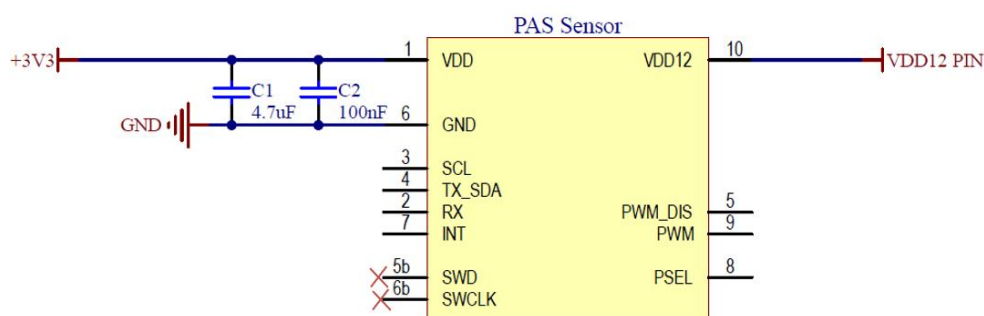 PAS Sensor
+3V3 1 VDD VDD12 10 VDD12 PIN
C1 C2
4.7uF 100nF
GND 6 GND
3 SCL
4 TX_SDA
2 RX PWM_DIS 5
7 INT PWM 9
5b SWD PSEL 8
6b SWCLK